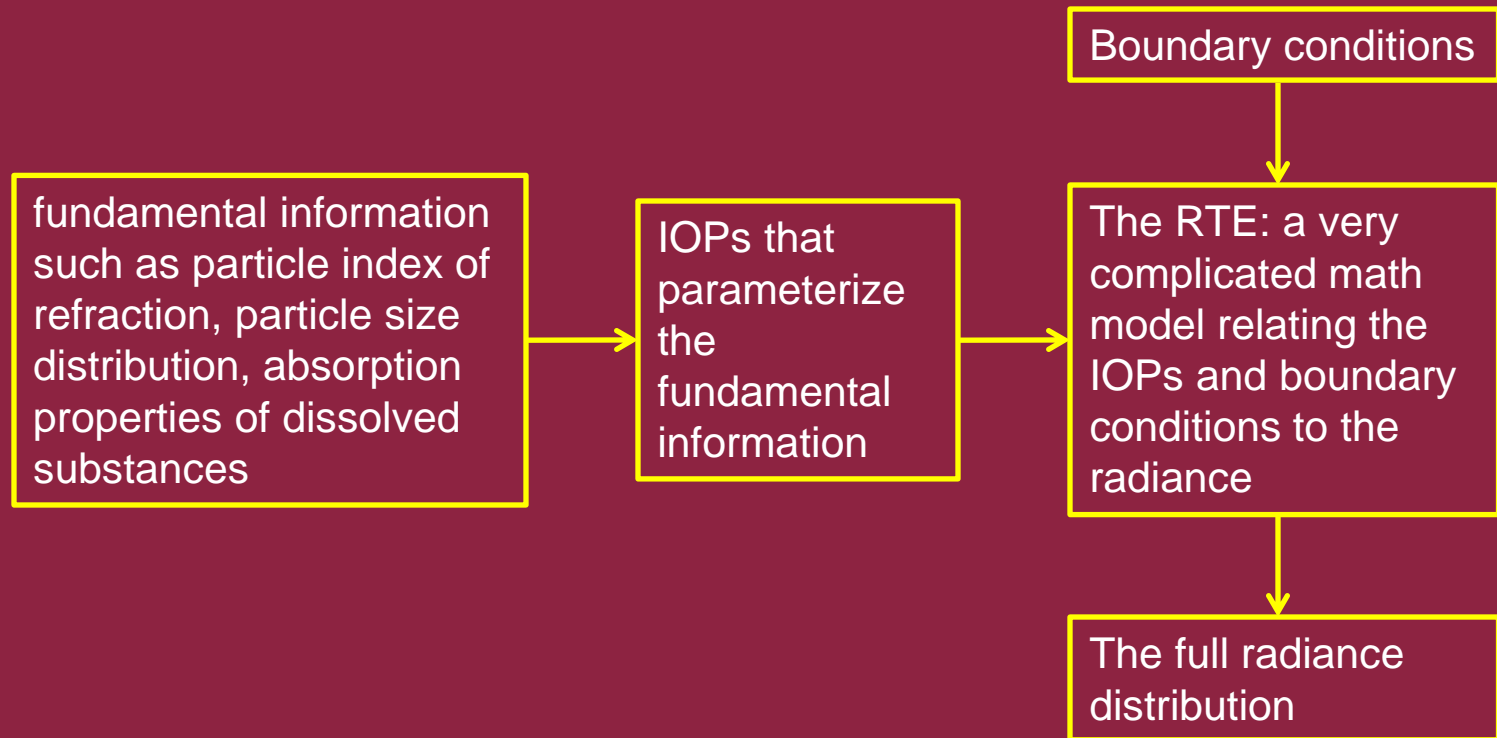 Boundary conditions
fundamental information
such as particle index of
refraction, particle size
distribution, absorption
properties of dissolved
substances
IOPs that
parameterize
the
fundamental
information
The RTE: a very
complicated math
model relating the
IOPs and boundary
conditions to the
radiance
The full radiance
distribution